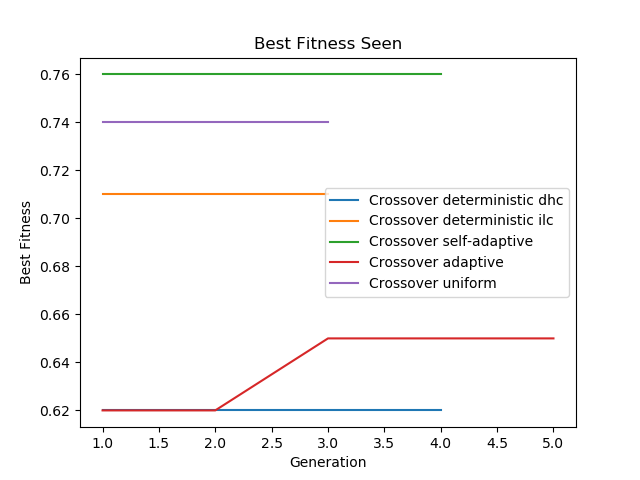 Best Fitness Seen
Best Fitness
0.76
0.74
0.72
0.70
0.68
0.66
0.64
0.62
Crossover deterministic dhc
Crossover deterministic ilc
Crossover self-adaptive
Crossover adaptive
Crossover uniform
1.0 1.5 2.0 2.5 3.0 3.5 4.0 4.5 5.0
Generation